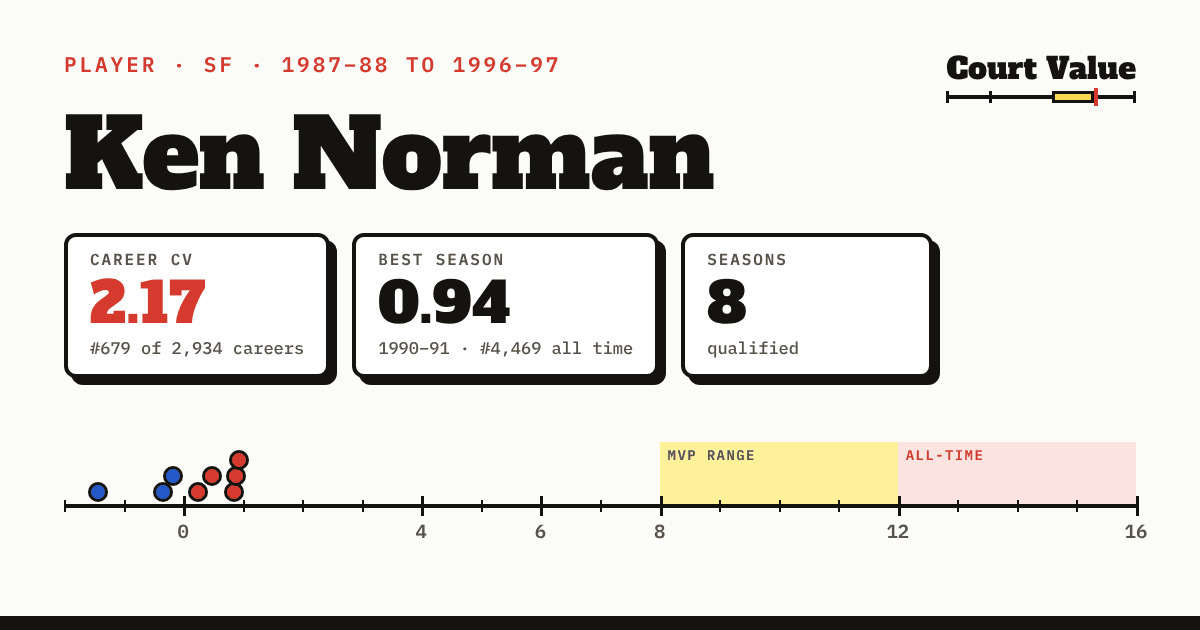 PLAYER · SF · 1987–88 TO 1996–97
Court Value
Ken Norman
CAREER CV
2.17
#679 of 2,934 careers
BEST SEASON
0.94
1990–91 · #4,469 all time
SEASONS
8
qualified
MVP RANGE
ALL-TIME
0 4 6 8 12 16